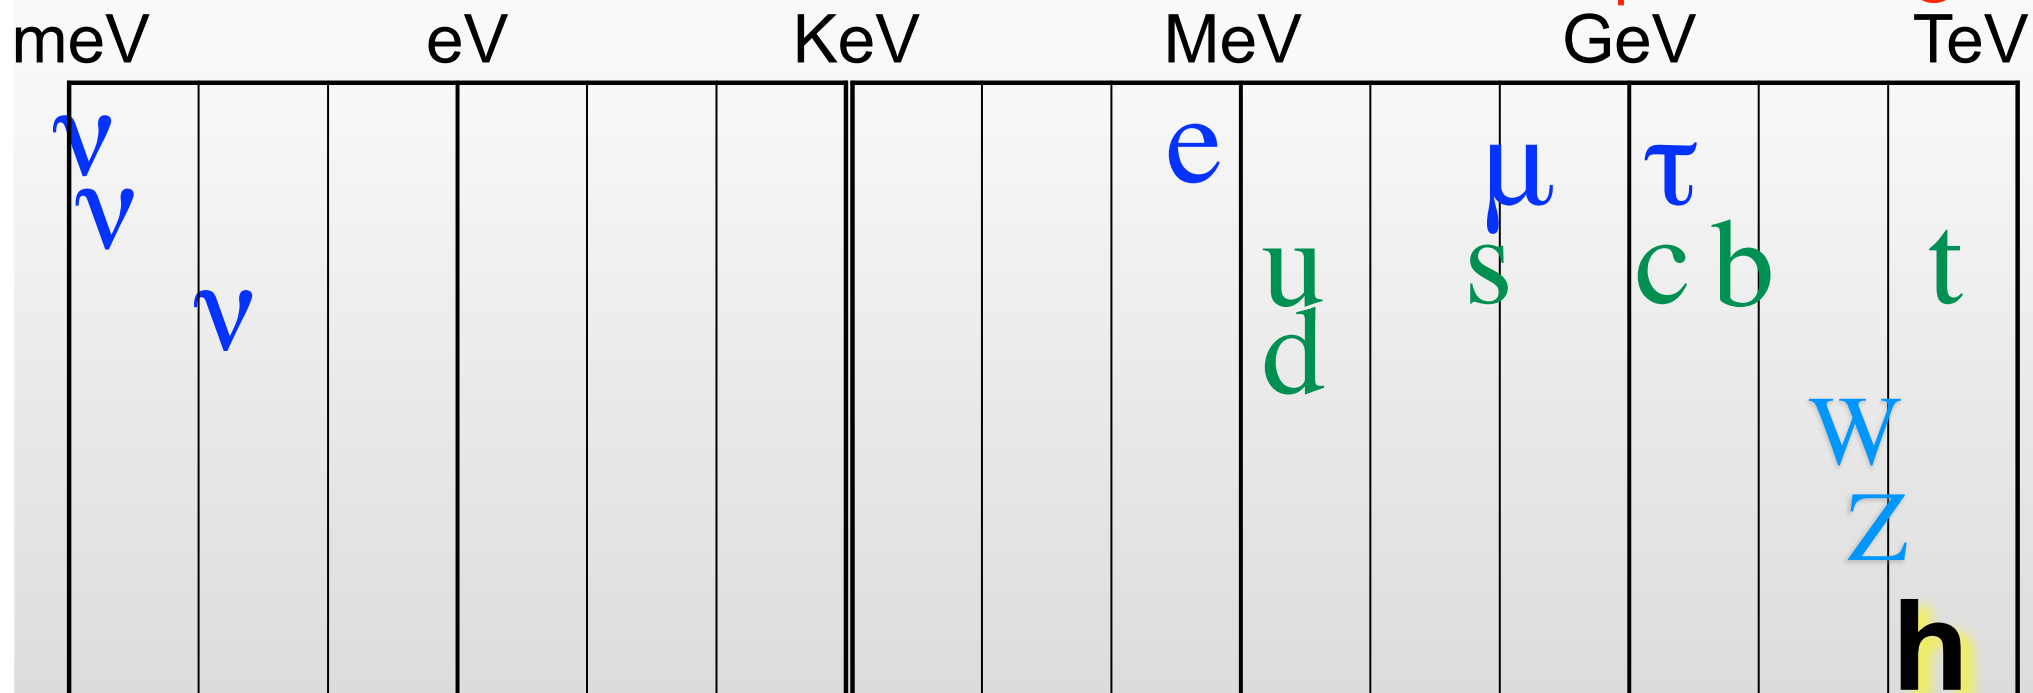 meV eV KeV MeV GeV TeV
ν e μ τ
ν
u s c b t
ν
d
w
z
h